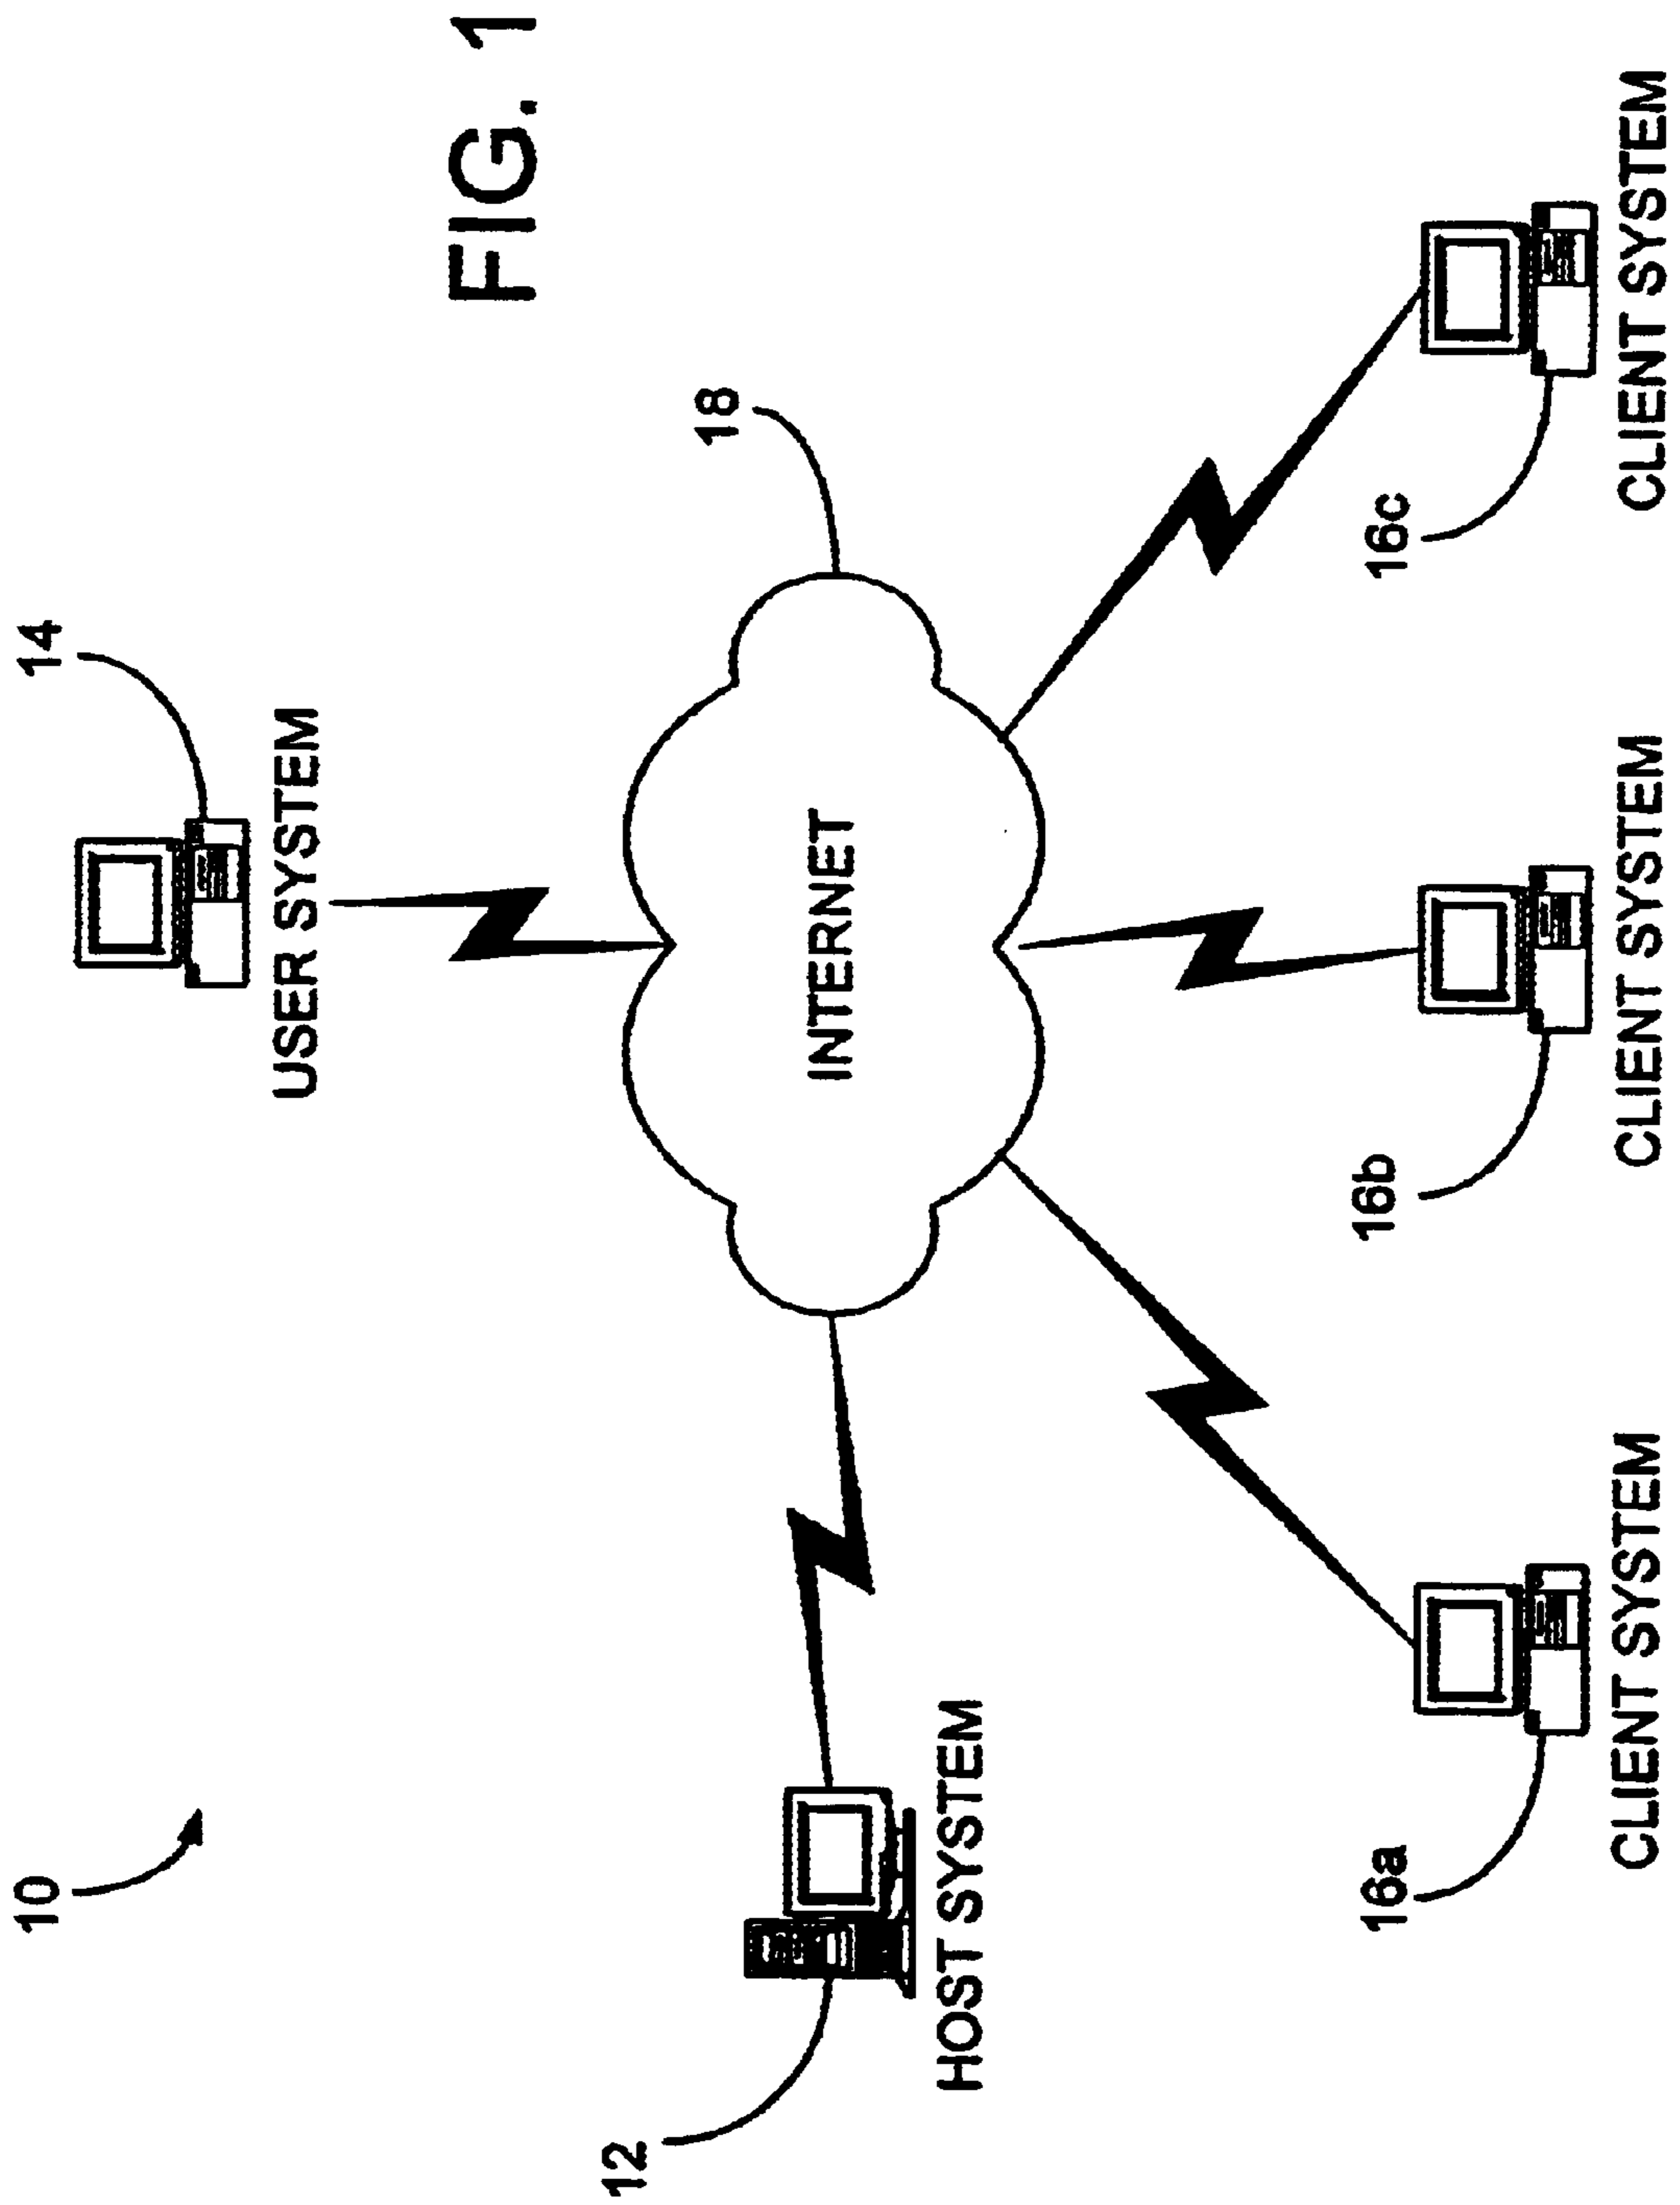 10
14
USER SYSTEM
FIG. 1
12
HOST SYSTEM
INTERNET
18
16a
CLIENT SYSTEM
16b
CLIENT SYSTEM
16c
CLIENT SYSTEM